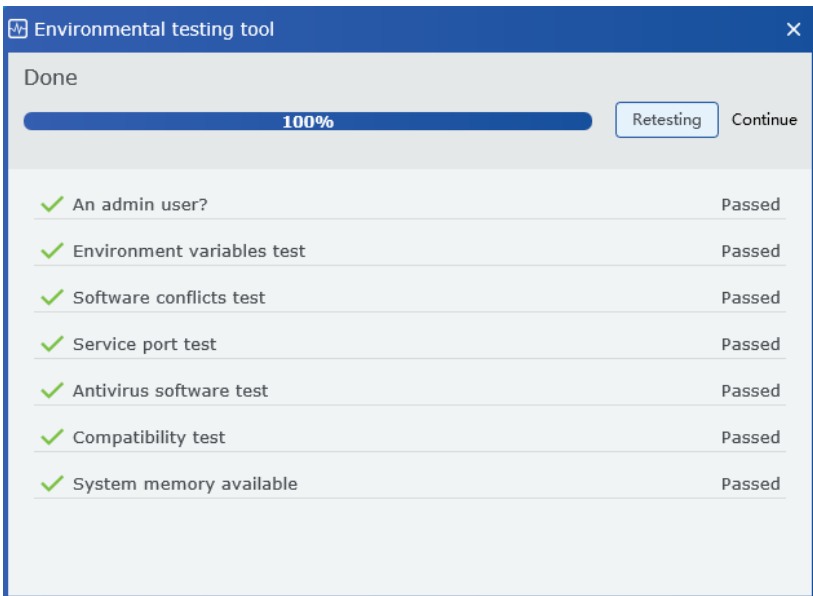 Environmental testing tool
Done
100% Retesting Continue
An admin user? Passed
Environment variables test Passed
Software conflicts test Passed
Service port test Passed
Antivirus software test Passed
Compatibility test Passed
System memory available Passed